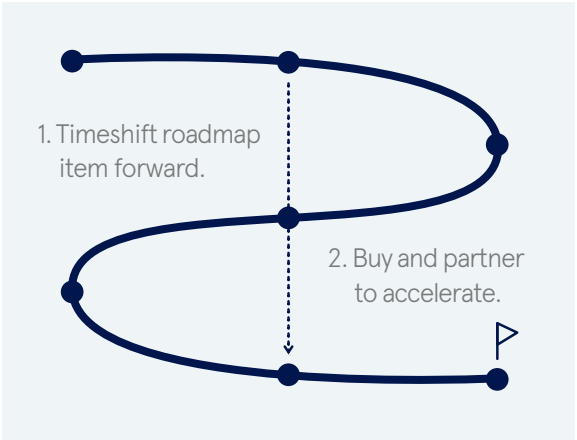 1. Timeshift roadmap
item forward.
2. Buy and partner
to accelerate.